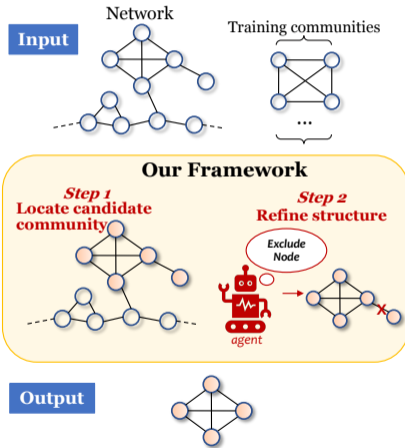 Network
Input
Training communities
...
Our Framework
Step 1
Locate candidate
community
Step 2
Refine structure
Exclude
Node
X
agent
Output